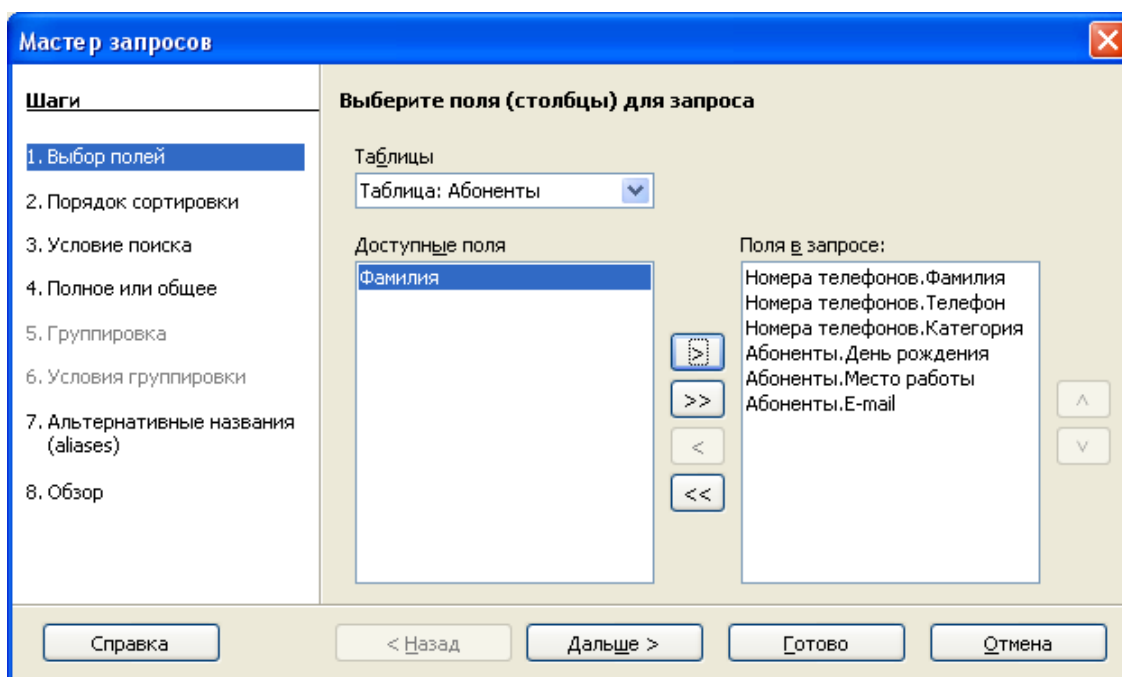 Мастер запросов
Шаги
1. Выбор полей
2. Порядок сортировки
3. Условие поиска
4. Полное или общее
5. Группировка
6. Условия группировки
7. Альтернативные названия
(aliases)
8. Обзор
Выберите поля (столбцы) для запроса
Таблицы
Таблица: Абоненты
Доступные поля
Фамилия
>
>>
<
<<
Поля в запросе:
Номера телефонов.Фамилия
Номера телефонов.Телефон
Номера телефонов.Категория
Абоненты.День рождения
Абоненты.Место работы
Абоненты.E-mail
Справка
< Назад
Дальше >
Готово
Отмена